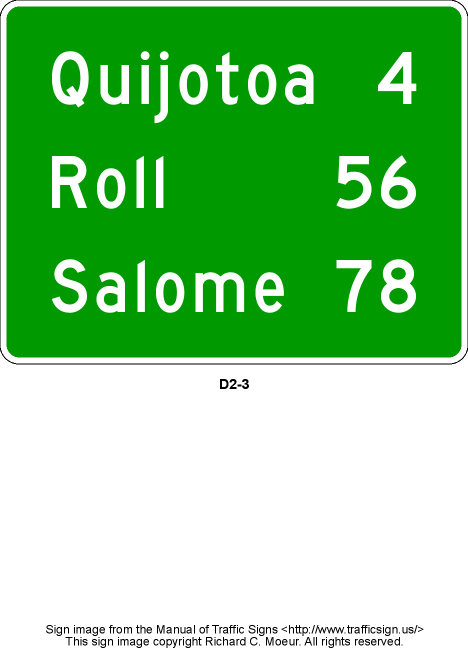 Quijotoa 4
Roll 56
Salome 78
D2-3
Sign image from the Manual of Traffic Signs <http://www.trafficsign.us/>
This sign image copyright Richard C. Moeur. All rights reserved.